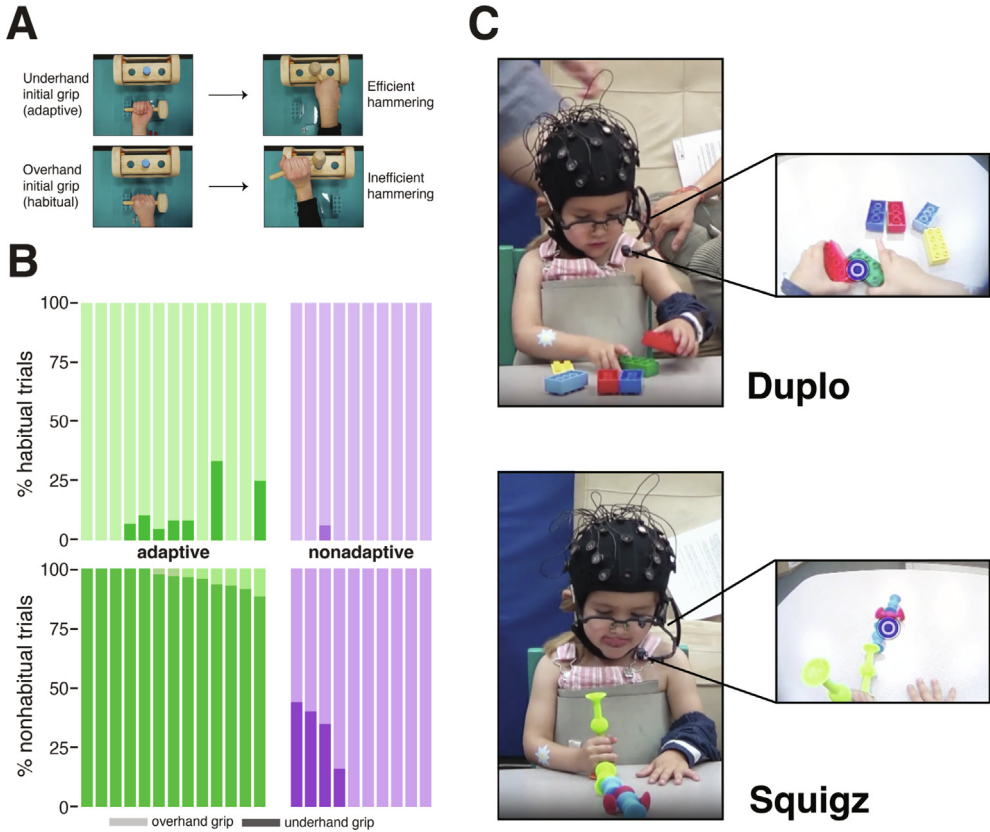 A
Underhand
initial grip
(adaptive)
Efficient
hammering
Overhand
initial grip
(habitual)
Inefficient
hammering
B
% habitual trials
100
75
50
25
0
adaptive
nonadaptive
% nonhabitual trials
100
75
50
25
0
overhand grip
underhand grip
C
Duplo
Squigz